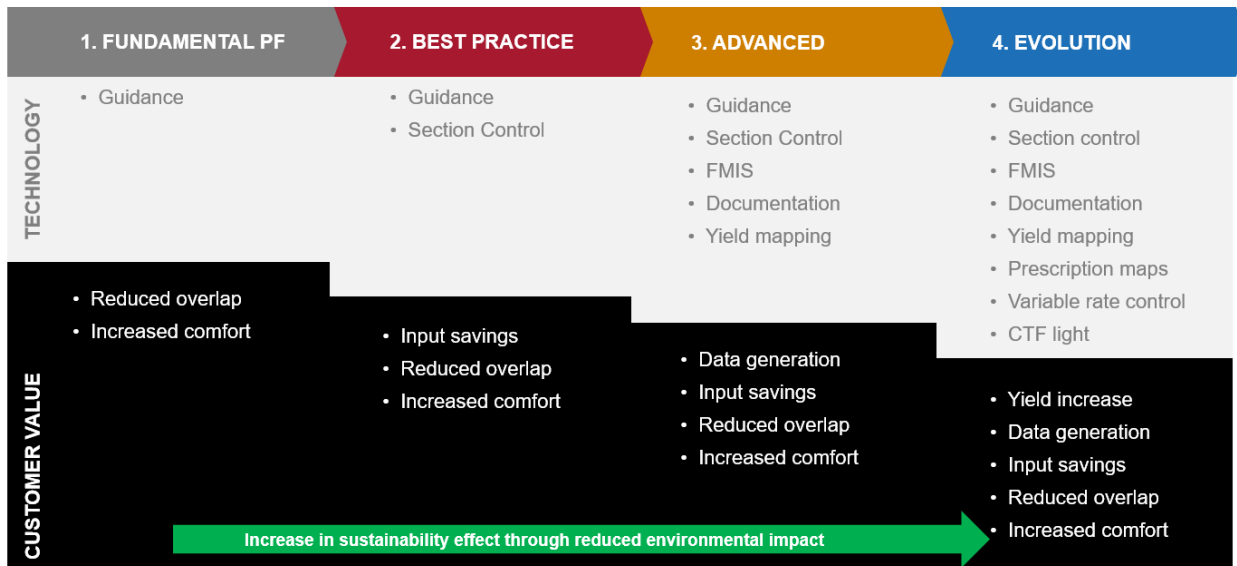 1. FUNDAMENTAL PF
2. BEST PRACTICE
3. ADVANCED
4. EVOLUTION
TECHNOLOGY
• Guidance
• Guidance
• Section Control
• Guidance
• Section Control
• FMIS
• Documentation
• Yield mapping
• Guidance
• Section control
• FMIS
• Documentation
• Yield mapping
• Prescription maps
• Variable rate control
• CTF light
CUSTOMER VALUE
• Reduced overlap
• Increased comfort
• Input savings
• Reduced overlap
• Increased comfort
• Data generation
• Input savings
• Reduced overlap
• Increased comfort
• Yield increase
• Data generation
• Input savings
• Reduced overlap
• Increased comfort
Increase in sustainability effect through reduced environmental impact